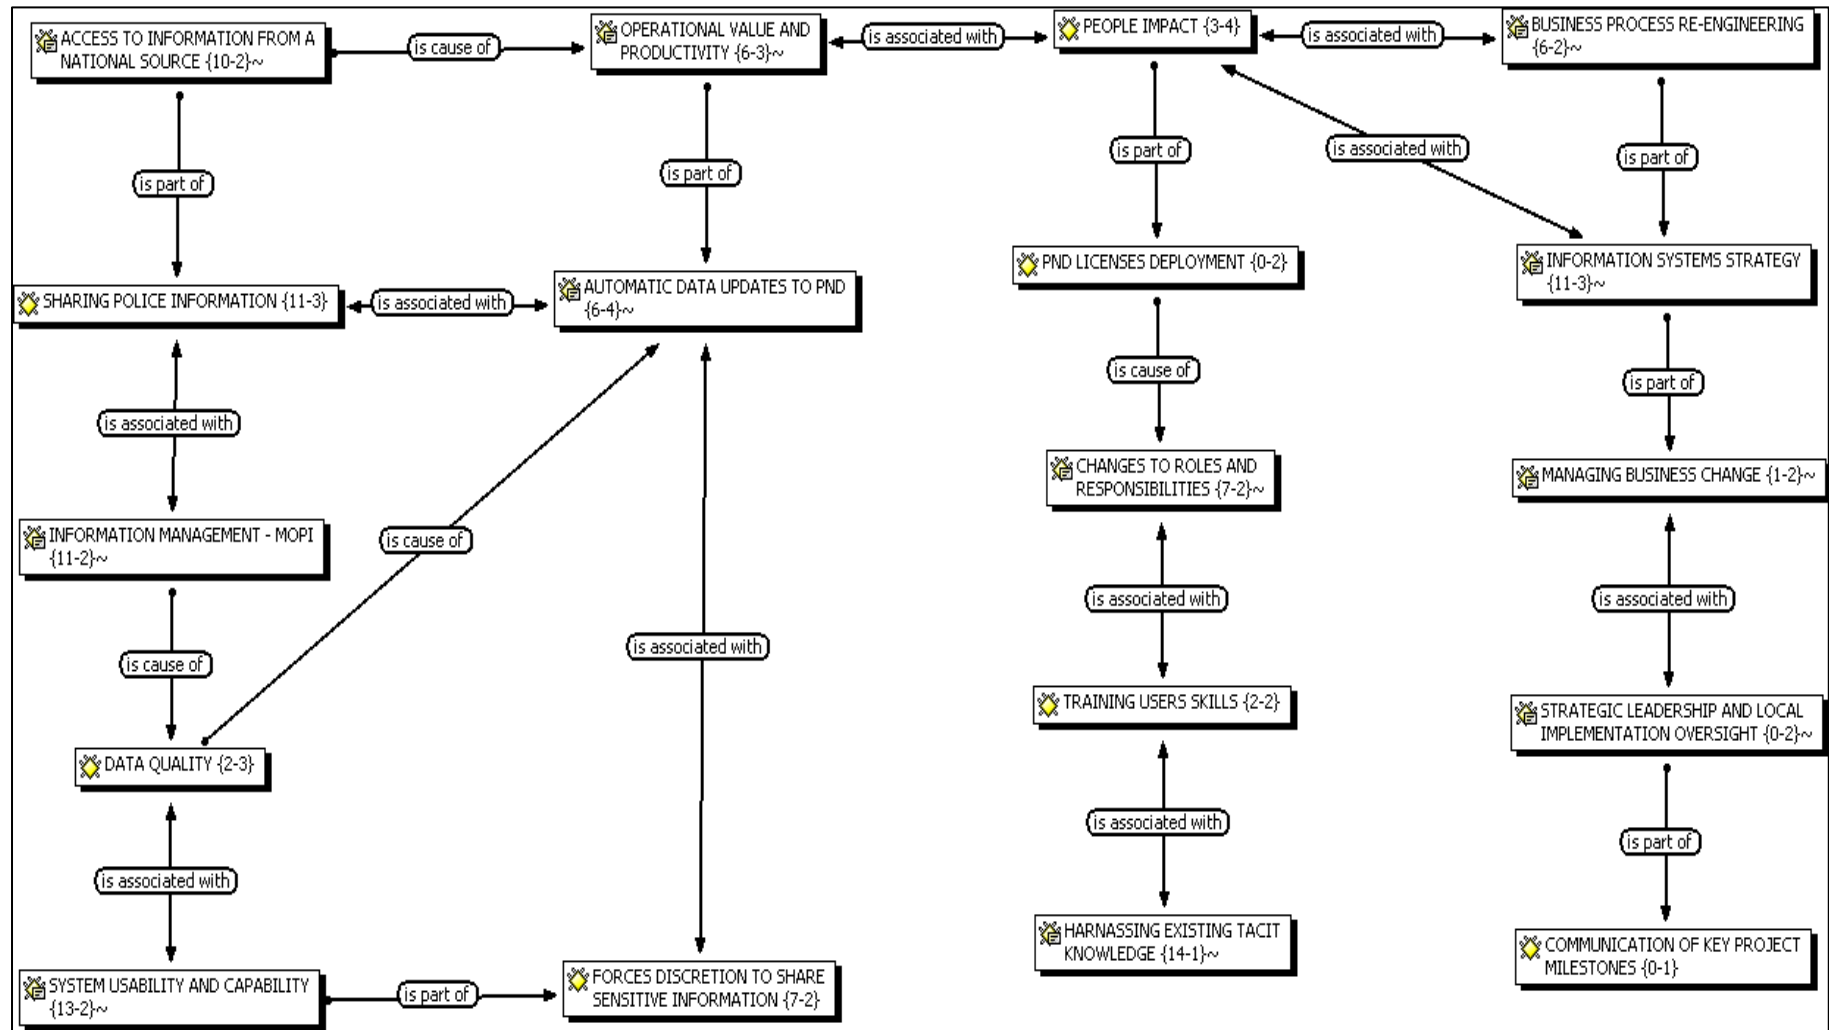 ACCESS TO INFORMATION FROM A
NATIONAL SOURCE {10-2}~
is cause of
OPERATIONAL VALUE AND
PRODUCTIVITY {6-3}~
is associated with
PEOPLE IMPACT {3-4}
is associated with
BUSINESS PROCESS RE-ENGINEERING
{6-2}~
is part of
is part of
is part of
is associated with
is part of
SHARING POLICE INFORMATION {11-3}
is associated with
AUTOMATIC DATA UPDATES TO PND
{6-4}~
PND LICENSES DEPLOYMENT {0-2}
INFORMATION SYSTEMS STRATEGY
{11-3}~
is associated with
is cause of
is part of
INFORMATION MANAGEMENT - MOPI
{11-2}~
is cause of
CHANGES TO ROLES AND
RESPONSIBILITIES {7-2}~
MANAGING BUSINESS CHANGE {1-2}~
is cause of
is associated with
is associated with
is associated with
DATA QUALITY {2-3}
TRAINING USERS SKILLS {2-2}
STRATEGIC LEADERSHIP AND LOCAL
IMPLEMENTATION OVERSIGHT {0-2}~
is associated with
is associated with
is part of
SYSTEM USABILITY AND CAPABILITY
{13-2}~
is part of
FORCES DISCRETION TO SHARE
SENSITIVE INFORMATION {7-2}
HARNASSING EXISTING TACIT
KNOWLEDGE {14-1}~
COMMUNICATION OF KEY PROJECT
MILESTONES {0-1}